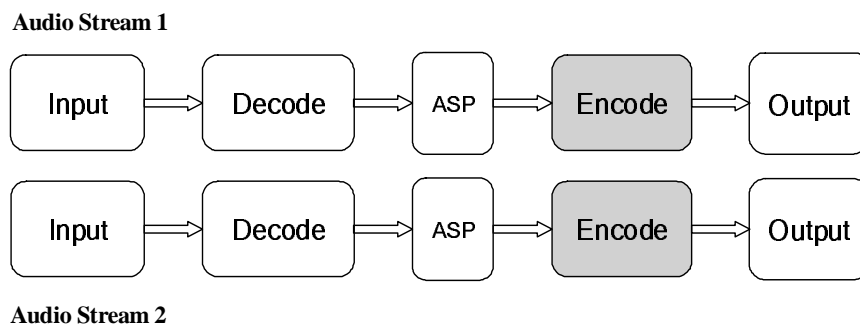 Audio Stream 1
Input Decode ASP Encode Output
Input Decode ASP Encode Output
Audio Stream 2